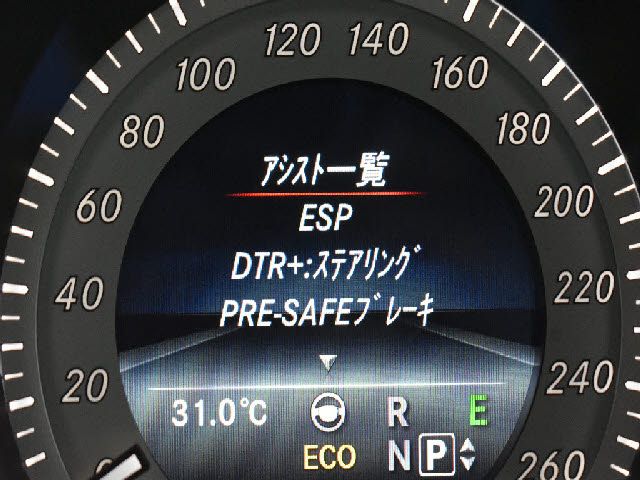 120 140
100 160
80 180
60 200
40 220
20 240
0 260
ｱｼｽﾄ一覧
ESP
DTR+:ｽﾃｱﾘﾝｸﾞ
PRE-SAFEﾌﾞﾚｰｷ
31.0℃ R E
ECO N P